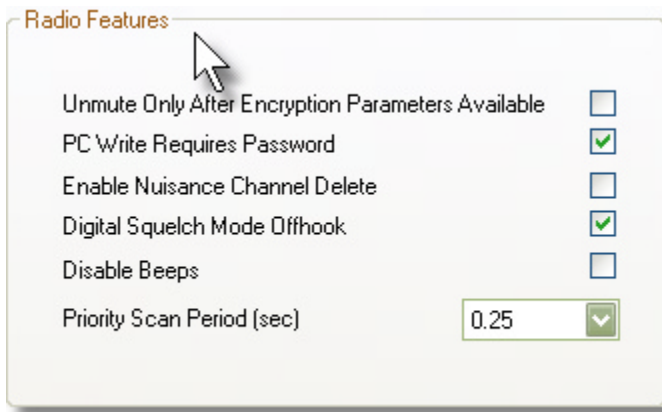 Radio Features
Unmute Only After Encryption Parameters Available
PC Write Requires Password
Enable Nuisance Channel Delete
Digital Squelch Mode Offhook
Disable Beeps
Priority Scan Period (sec) 0.25